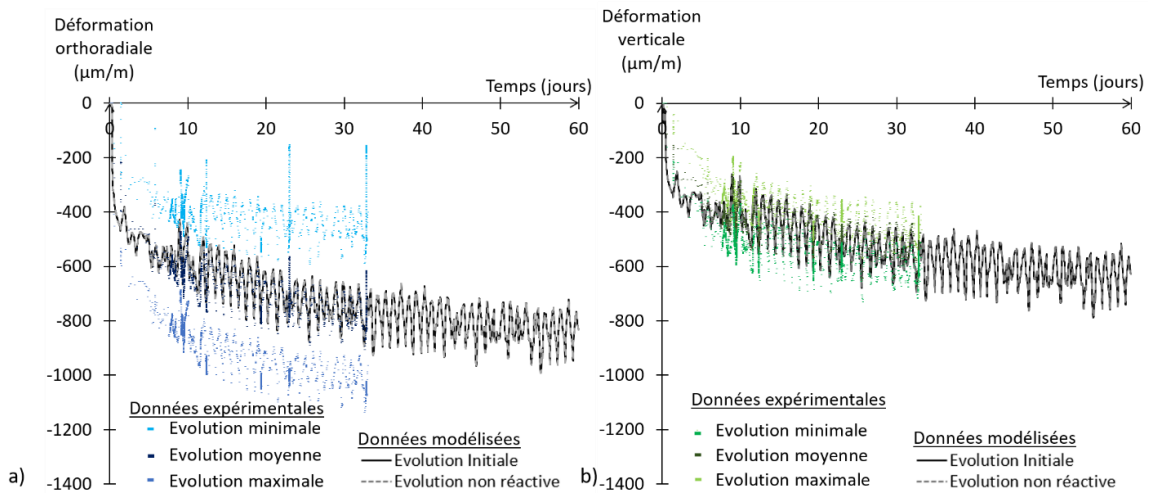 Déformation
orthoradiale
(µm/m)
Temps (jours)
0
0 10 20 30 40 50 60
-200
-400
-600
-800
-1000
-1200
-1400
Données expérimentales
Evolution minimale
Evolution moyenne
Evolution maximale
Données modélisées
Evolution Initiale
Evolution non réactive
a)
Déformation
verticale
(µm/m)
Temps (jours)
0
0 10 20 30 40 50 60
-200
-400
-600
-800
-1000
-1200
-1400
Données expérimentales
Evolution minimale
Evolution moyenne
Evolution maximale
Données modélisées
Evolution Initiale
Evolution non réactive
b)